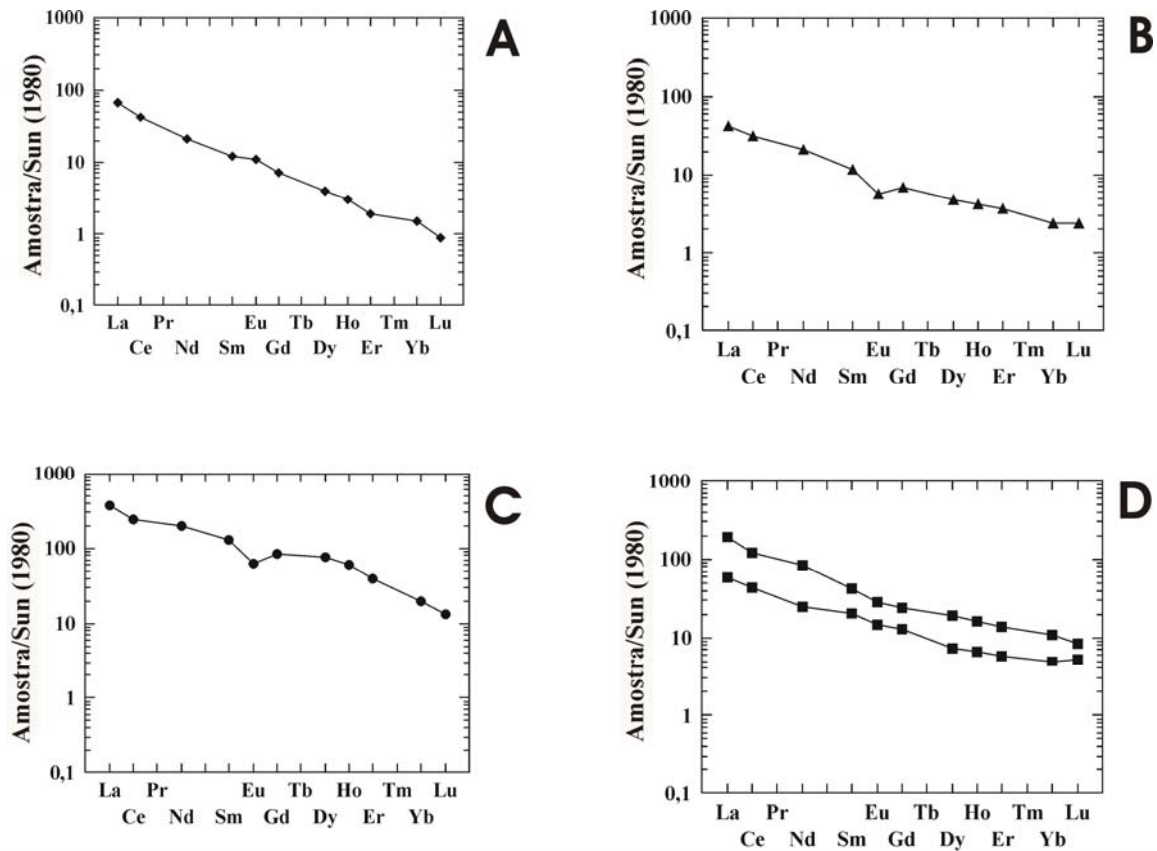 A
Amostra/Sun (1980)
1000
100
10
1
0,1
La Pr Eu Tb Ho Tm Lu
Ce Nd Sm Gd Dy Er Yb
B
Amostra/Sun (1980)
1000
100
10
1
0,1
La Pr Eu Tb Ho Tm Lu
Ce Nd Sm Gd Dy Er Yb
C
Amostra/Sun (1980)
1000
100
10
1
0,1
La Pr Eu Tb Ho Tm Lu
Ce Nd Sm Gd Dy Er Yb
D
Amostra/Sun (1980)
1000
100
10
1
0,1
La Pr Eu Tb Ho Tm Lu
Ce Nd Sm Gd Dy Er Yb